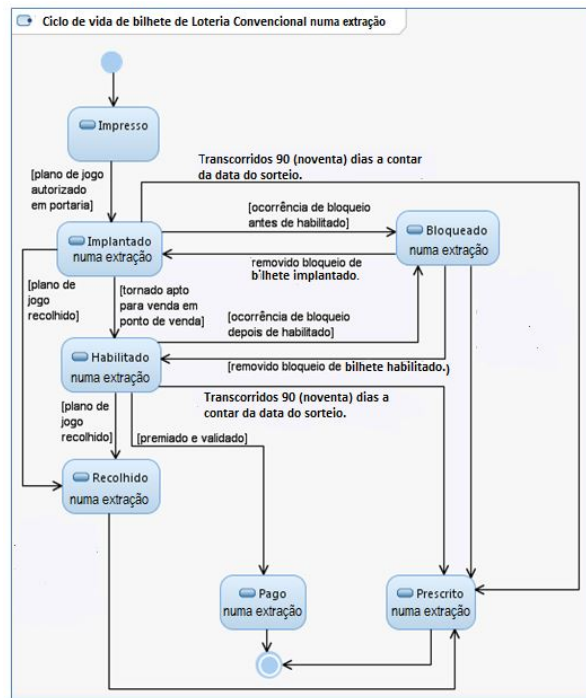 Ciclo de vida de bilhete de Loteria Convencional numa extração
Impresso
[plano de jogo
autorizado
em portaria]
Transcorridos 90 (noventa) dias a contar
da data do sorteio.
[ocorrência de bloqueio
antes de habilitado]
Implantado
numa extração
Bloqueado
numa extração
removido bloqueio de
bilhete implantado.
[plano de
jogo
recolhido]
[tornado apto
para venda em
ponto de venda]
[ocorrência de bloqueio
depois de habilitado]
Habilitado
numa extração
[removido bloqueio de bilhete habilitado.)
Transcorridos 90 (noventa) dias a
contar da data do sorteio.
[plano de
jogo
recolhido]
[premiado e validado]
Recolhido
numa extração
Pago
numa extração
Prescrito
numa extração